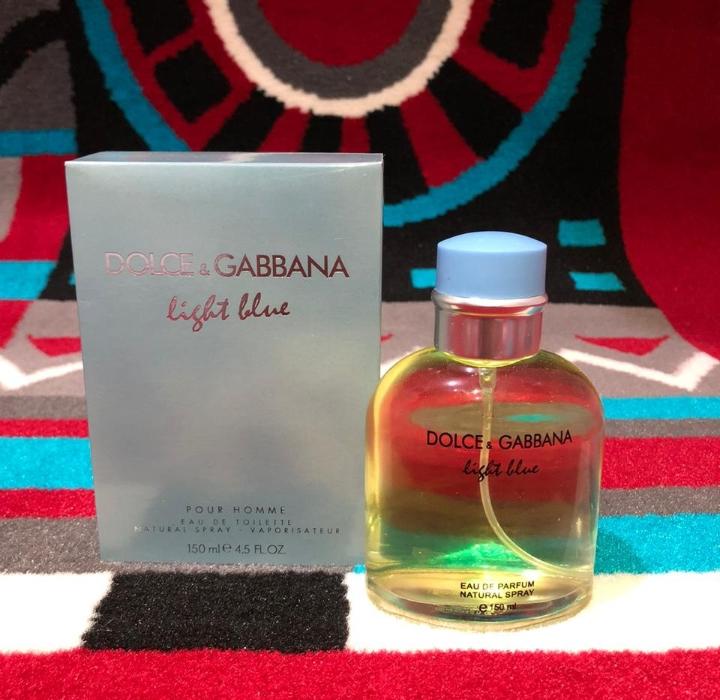 DOLCE & GABBANA
light blue
POUR HOMME
EAU DE TOILETTE
NATURAL SPRAY - VAPORISATEUR
150 ml e 4.5 FL.OZ.
DOLCE & GABBANA
light blue
EAU DE PARFUM
NATURAL SPRAY
e 150 ml